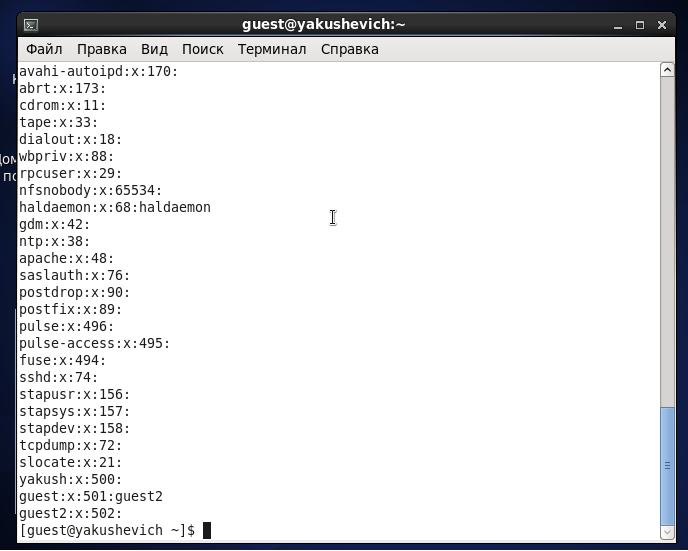 guest@yakushevich:~
Файл Правка Вид Поиск Терминал Справка
avahi-autoipd:x:170:
abrt:x:173:
cdrom:x:11:
tape:x:33:
dialout:x:18:
wbpriv:x:88:
rpcuser:x:29:
nfsnobody:x:65534:
haldaemon:x:68:haldaemon
gdm:x:42:
ntp:x:38:
apache:x:48:
saslauth:x:76:
postdrop:x:90:
postfix:x:89:
pulse:x:496:
pulse-access:x:495:
fuse:x:494:
sshd:x:74:
stapusr:x:156:
stapsys:x:157:
stapdev:x:158:
tcpdump:x:72:
slocate:x:21:
yakush:x:500:
guest:x:501:guest2
guest2:x:502:
[guest@yakushevich ~]$